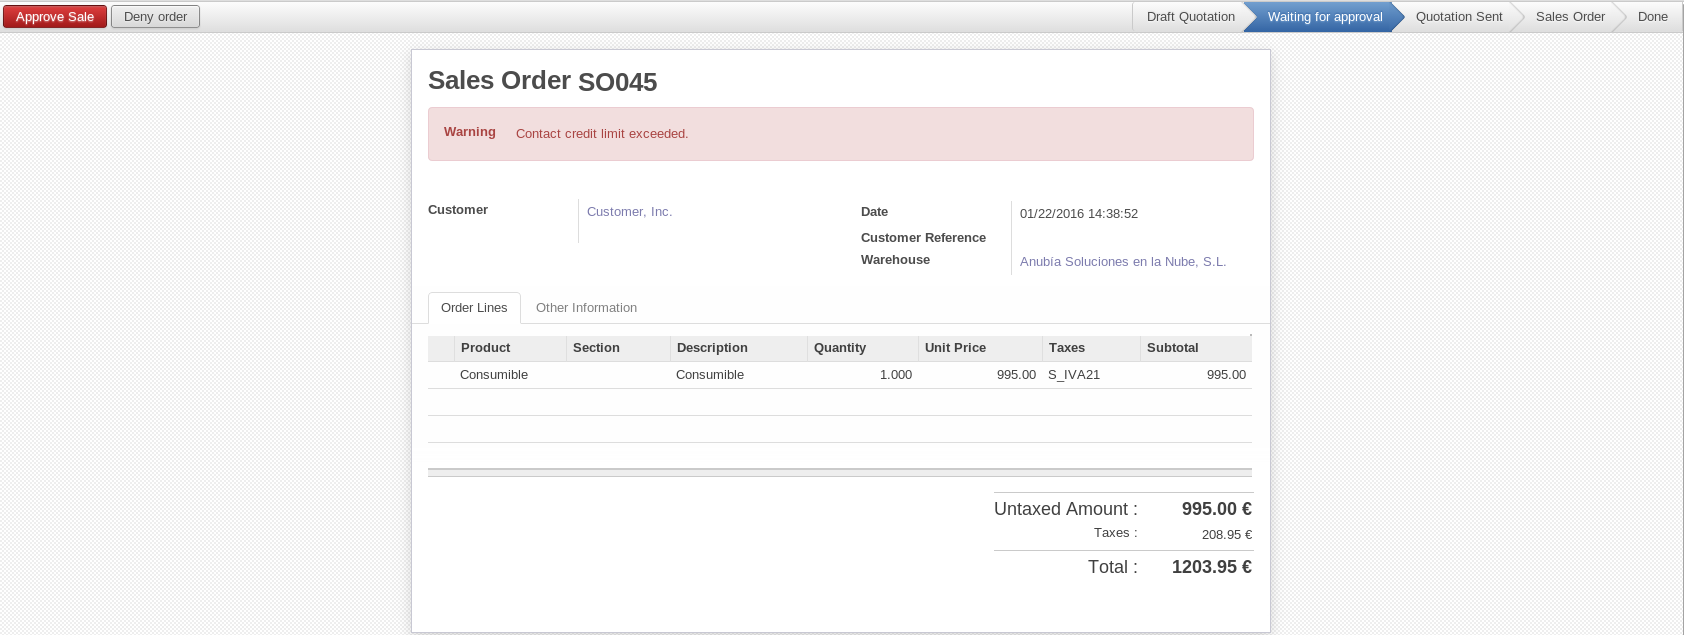 Approve Sale Deny order Draft Quotation Waiting for approval Quotation Sent Sales Order Done
Sales Order SO045
Warning Contact credit limit exceeded.
Customer Customer, Inc. Date 01/22/2016 14:38:52
Customer Reference
Warehouse Anubía Soluciones en la Nube, S.L.
Order Lines Other Information
Product Section Description Quantity Unit Price Taxes Subtotal
Consumible Consumible 1.000 995.00 S_IVA21 995.00
Untaxed Amount : 995.00 €
Taxes : 208.95 €
Total : 1203.95 €